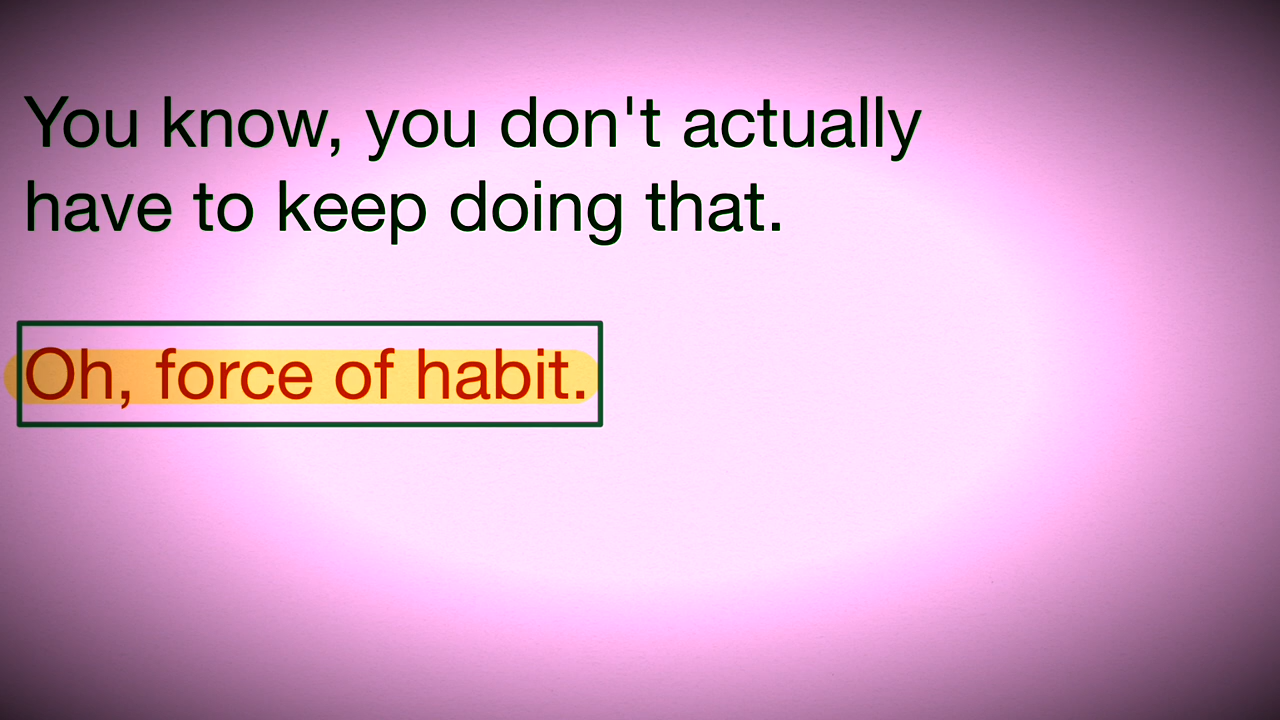 You know, you don't actually
have to keep doing that.
Oh, force of habit.